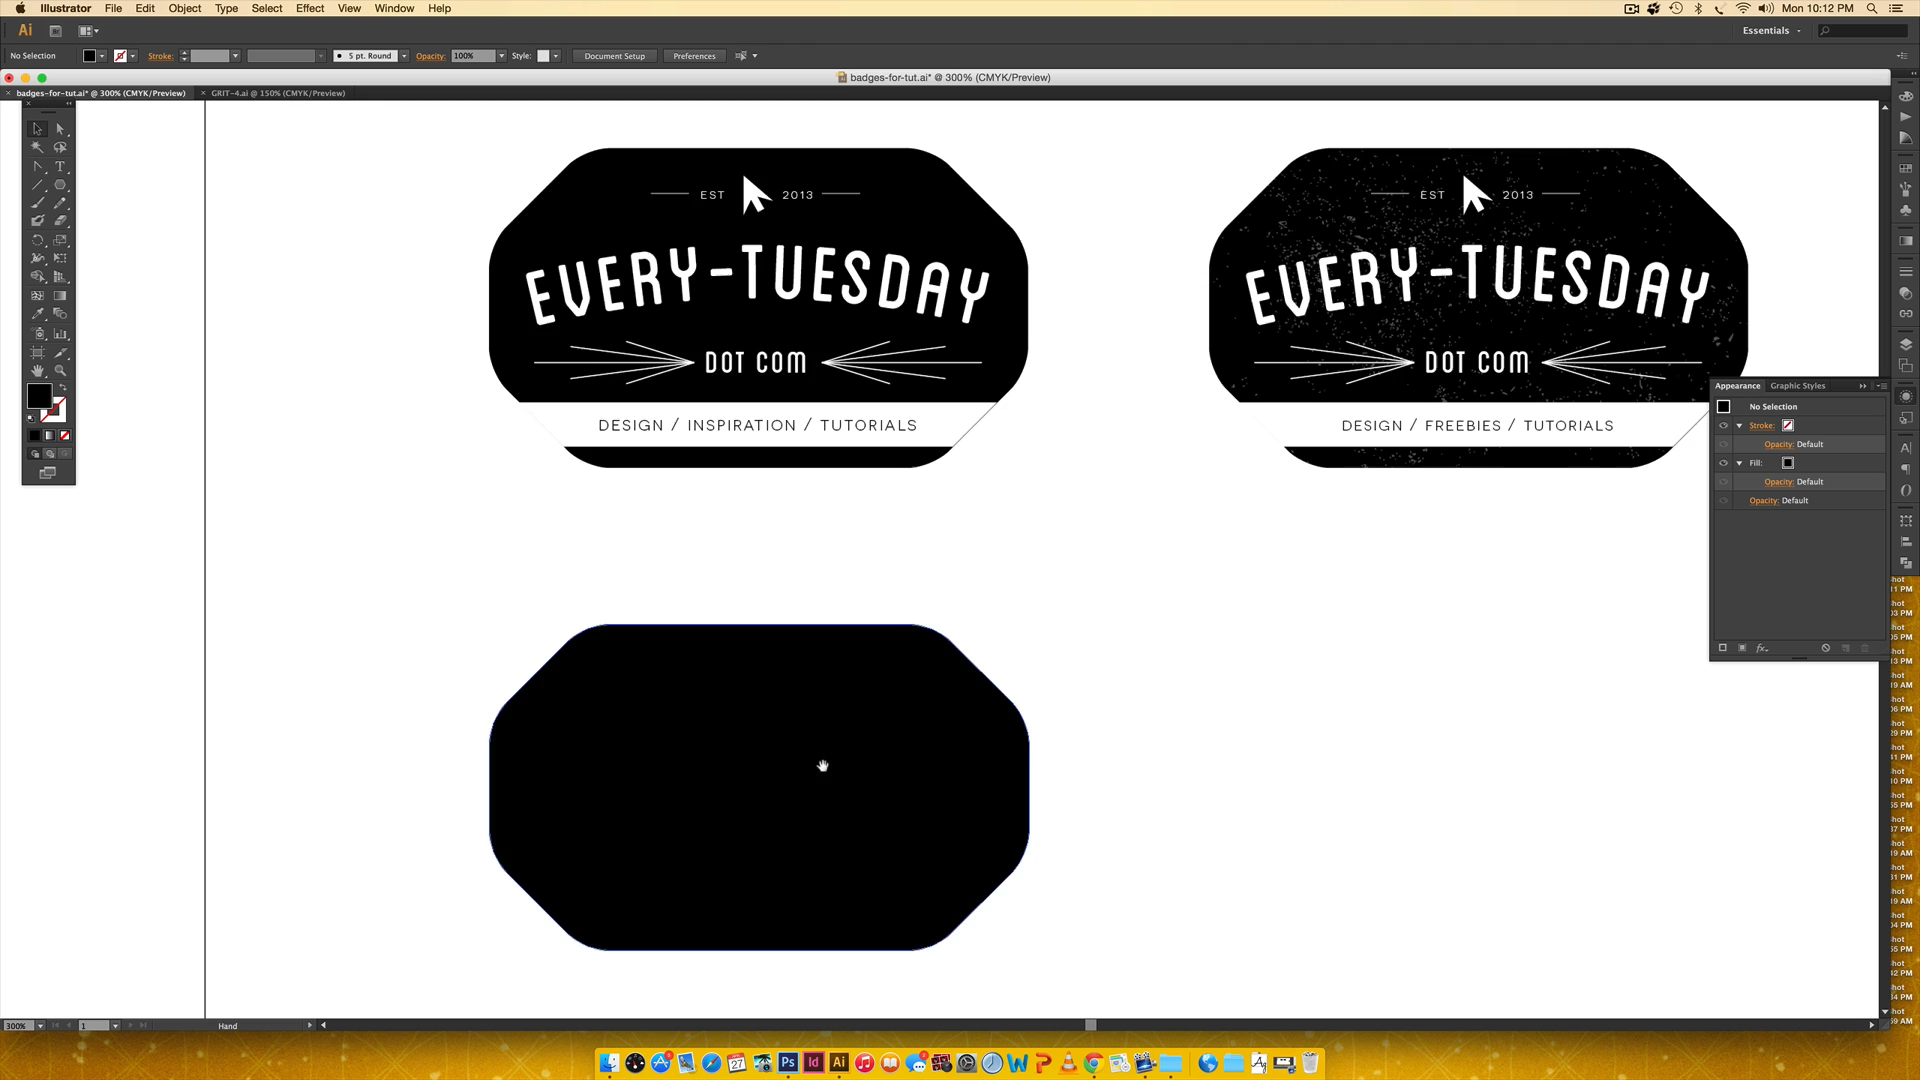 Illustrator File Edit Object Type Select Effect View Window Help Mon 10:12 PM
Ai Essentials
No Selection Stroke: 5 pt. Round Opacity: 100% Style: Document Setup Preferences
badges-for-tut.ai* @ 300% (CMYK/Preview)
badges-for-tut.ai* @ 300% (CMYK/Preview) GRIT-4.ai @ 150% (CMYK/Preview)
EST 2013
EVERY-TUESDAY
DOT COM
DESIGN / INSPIRATION / TUTORIALS
EST 2013
EVERY-TUESDAY
DOT COM
DESIGN / FREEBIES / TUTORIALS
Appearance Graphic Styles
No Selection
Stroke:
Opacity: Default
Fill:
Opacity: Default
Opacity: Default
fx
300% 1 Hand